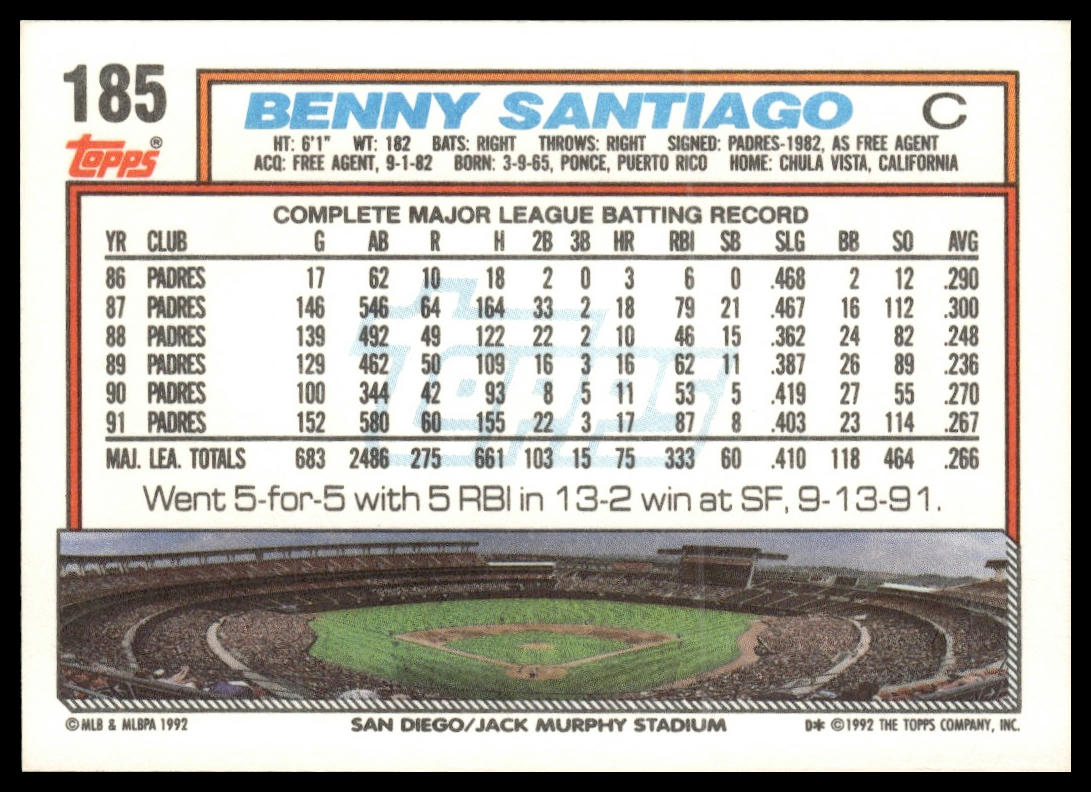 185
topps®
BENNY SANTIAGO C
HT: 6'1" WT: 182 BATS: RIGHT THROWS: RIGHT SIGNED: PADRES-1982, AS FREE AGENT
ACQ: FREE AGENT, 9-1-82 BORN: 3-9-65, PONCE, PUERTO RICO HOME: CHULA VISTA, CALIFORNIA
COMPLETE MAJOR LEAGUE BATTING RECORD
YR CLUB G AB R H 2B 3B HR RBI SB SLG BB SO AVG
86 PADRES 17 62 10 18 2 0 3 6 0 .468 2 12 .290
87 PADRES 146 546 64 164 33 2 18 79 21 .467 16 112 .300
88 PADRES 139 492 49 122 22 2 10 46 15 .362 24 82 .248
89 PADRES 129 462 50 109 16 3 16 62 11 .387 26 89 .236
90 PADRES 100 344 42 93 8 5 11 53 5 .419 27 55 .270
91 PADRES 152 580 60 155 22 3 17 87 8 .403 23 114 .267
MAJ. LEA. TOTALS 683 2486 275 661 103 15 75 333 60 .410 118 464 .266
topps
Went 5-for-5 with 5 RBI in 13-2 win at SF, 9-13-91.
© MLB & MLBPA 1992 SAN DIEGO/JACK MURPHY STADIUM D* © 1992 THE TOPPS COMPANY, INC.